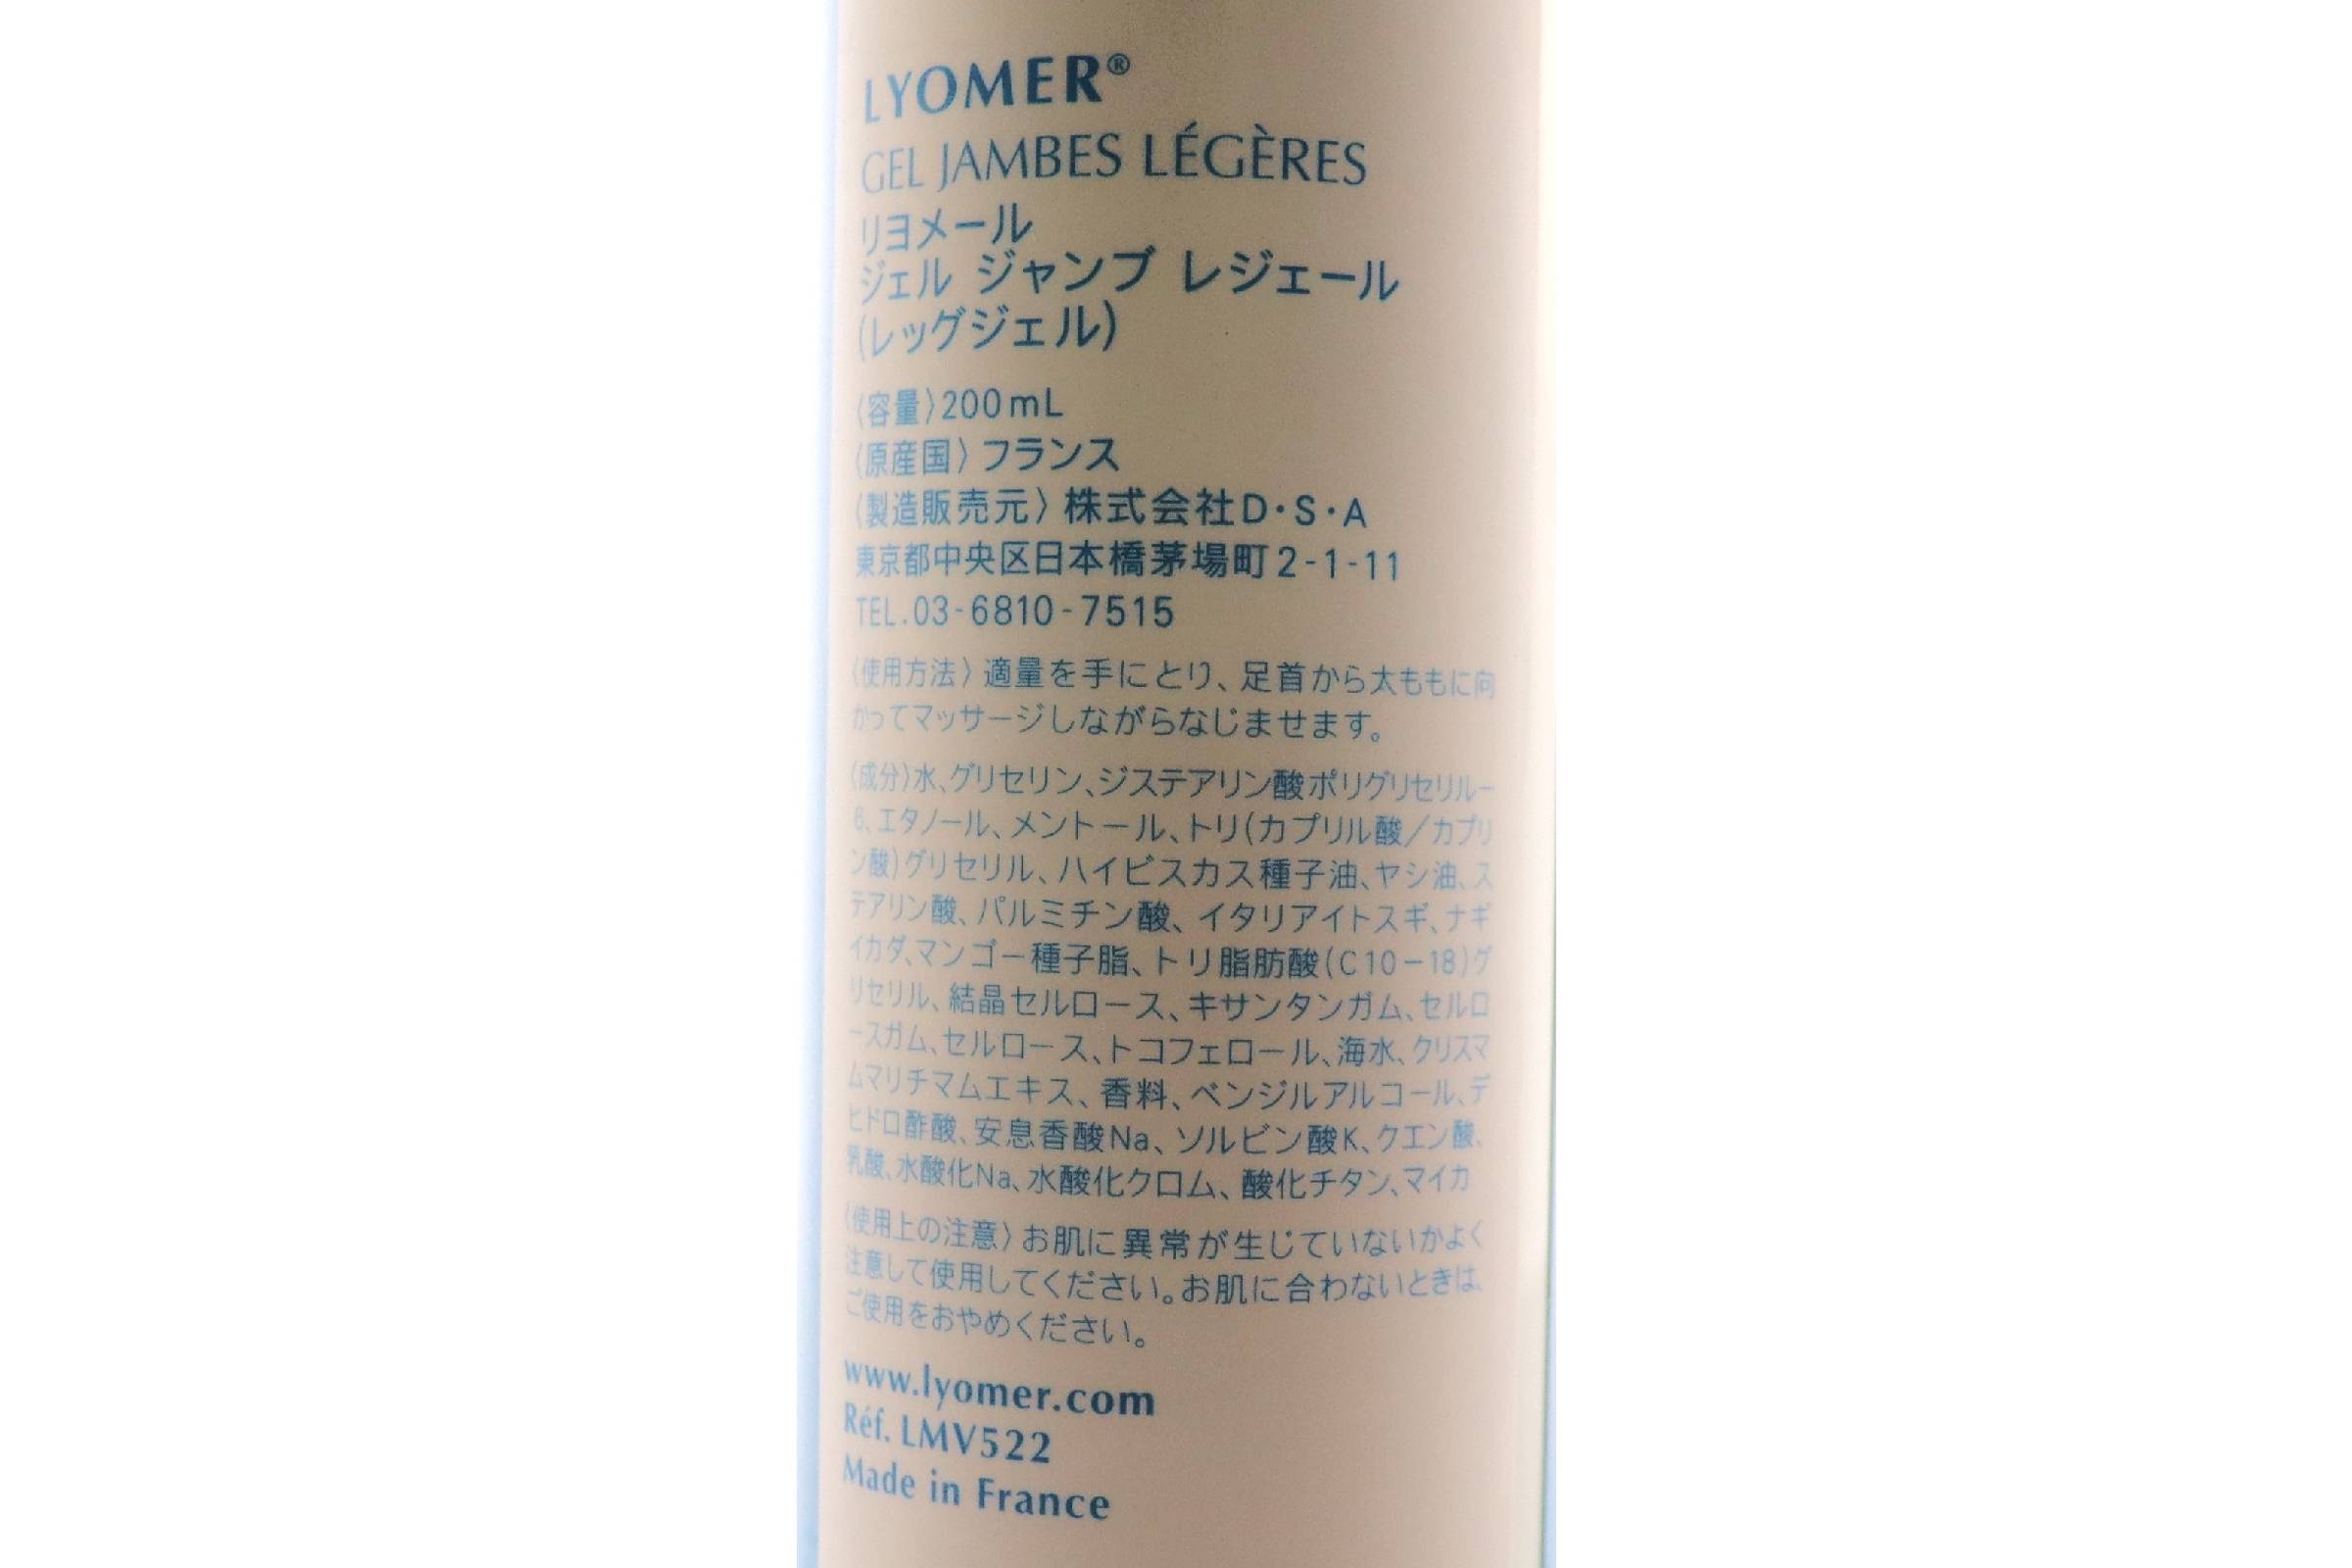 LYOMER®
GEL JAMBES LÉGÈRES
リヨメール
ジェル ジャンブ レジェール
(レッグジェル)
〈容量〉200mL
〈原産国〉フランス
〈製造販売元〉株式会社D・S・A
東京都中央区日本橋茅場町2-1-11
TEL.03-6810-7515
〈使用方法〉適量を手にとり、足首から太ももに向
かってマッサージしながらなじませます。
〈成分〉水、グリセリン、ジステアリン酸ポリグリセリル－
6、エタノール、メントール、トリ(カプリル酸／カプリ
ン酸)グリセリル、ハイビスカス種子油、ヤシ油、ス
テアリン酸、パルミチン酸、イタリアイトスギ、ナギ
イカダ、マンゴー種子脂、トリ脂肪酸(C10－18)グ
リセリル、結晶セルロース、キサンタンガム、セルロ
ースガム、セルロース、トコフェロール、海水、クリスマ
ムマリチマムエキス、香料、ベンジルアルコール、デ
ヒドロ酢酸、安息香酸Na、ソルビン酸K、クエン酸、
乳酸、水酸化Na、水酸化クロム、酸化チタン、マイカ
〈使用上の注意〉お肌に異常が生じていないかよく
注意して使用してください。お肌に合わないときは、
ご使用をおやめください。
www.lyomer.com
Réf. LMV522
Made in France